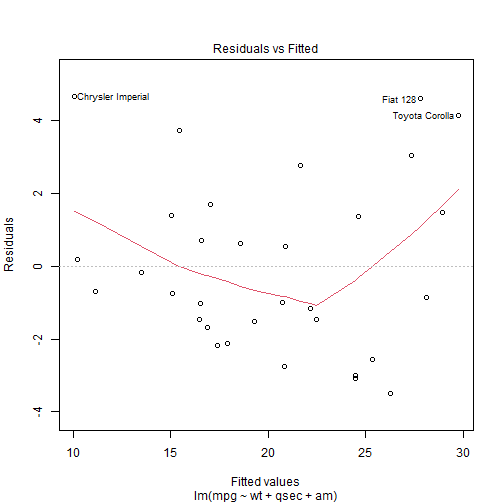 Residuals vs Fitted
Chrysler Imperial
Fiat 128
Toyota Corolla
4
2
0
-2
-4
Residuals
10 15 20 25 30
Fitted values
lm(mpg ~ wt + qsec + am)